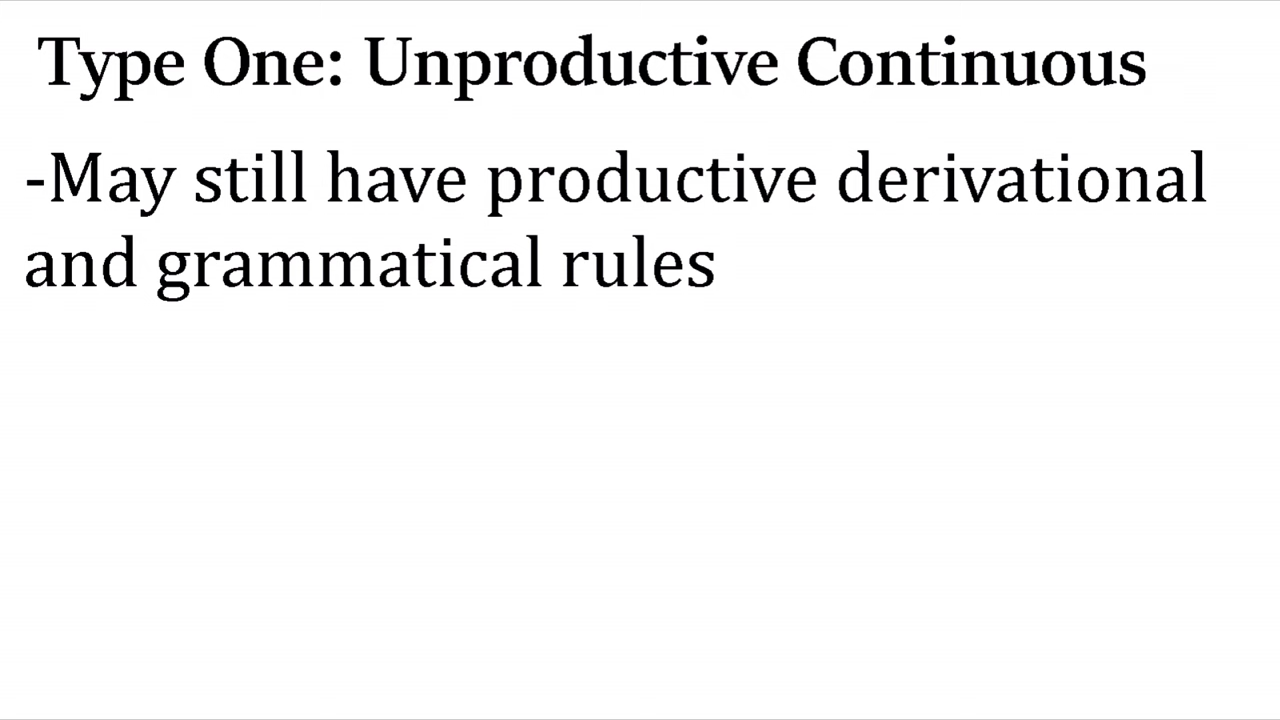 Type One: Unproductive Continuous
-May still have productive derivational
and grammatical rules